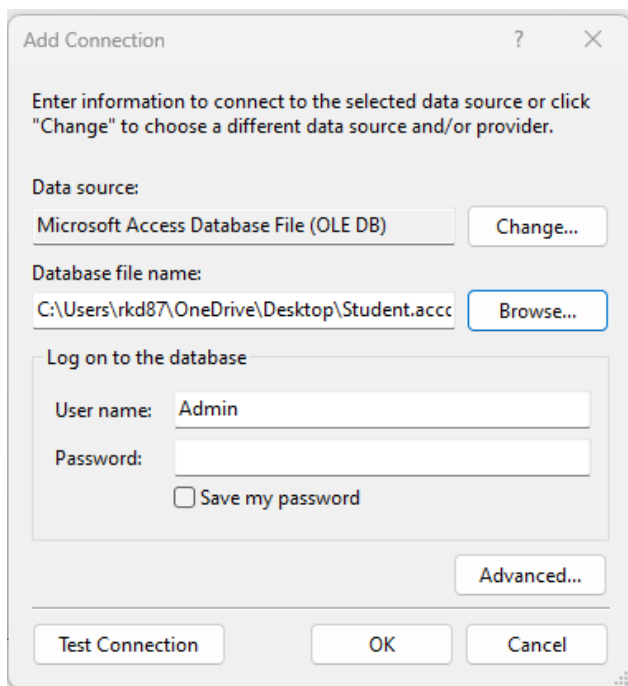 Add Connection ?
Enter information to connect to the selected data source or click
"Change" to choose a different data source and/or provider.
Data source:
Microsoft Access Database File (OLE DB)
Change...
Database file name:
C:\Users\rkd87\OneDrive\Desktop\Student.accc
Browse...
Log on to the database
User name:
Admin
Password:
Save my password
Advanced...
Test Connection
OK
Cancel